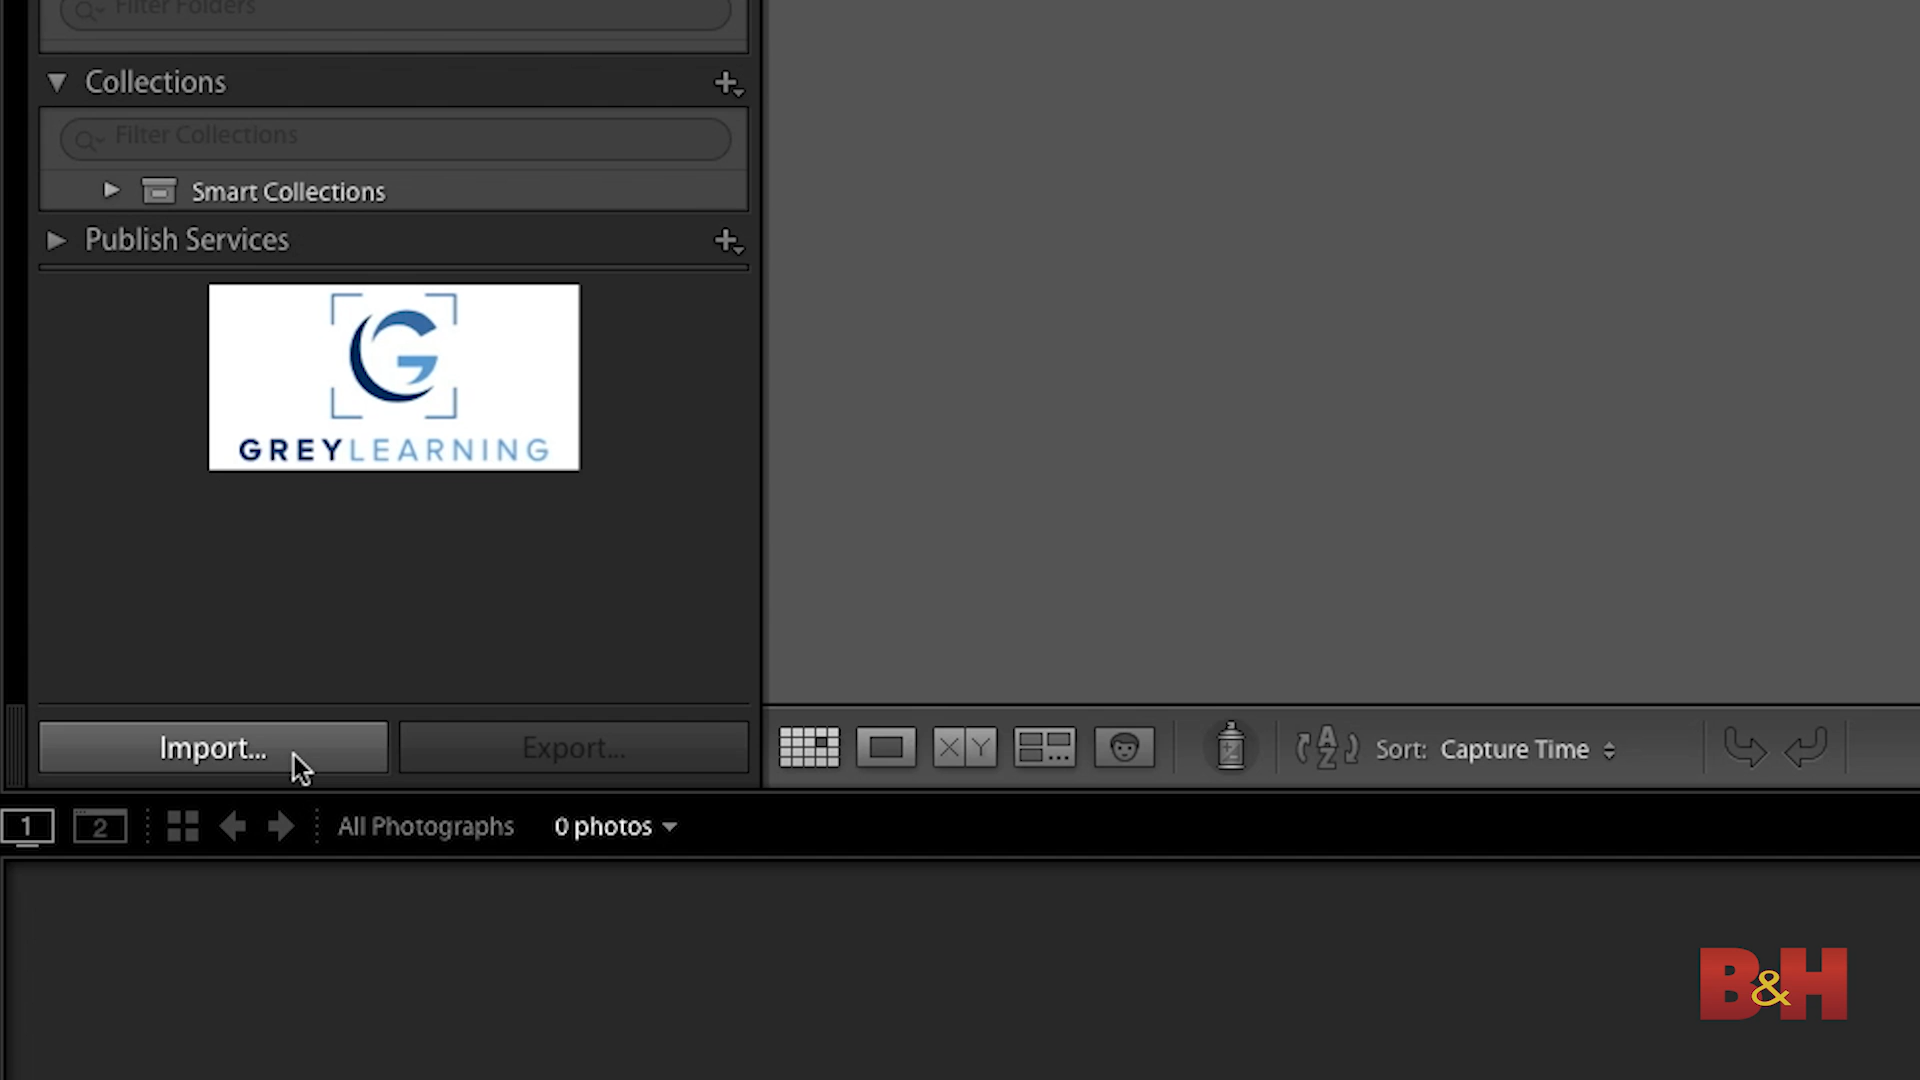 Filter Folders
Collections
Filter Collections
Smart Collections
Publish Services
G
GREYLEARNING
Import...
Export...
X Y
A
Z
Sort: Capture Time
1
2
All Photographs
0 photos
B&H